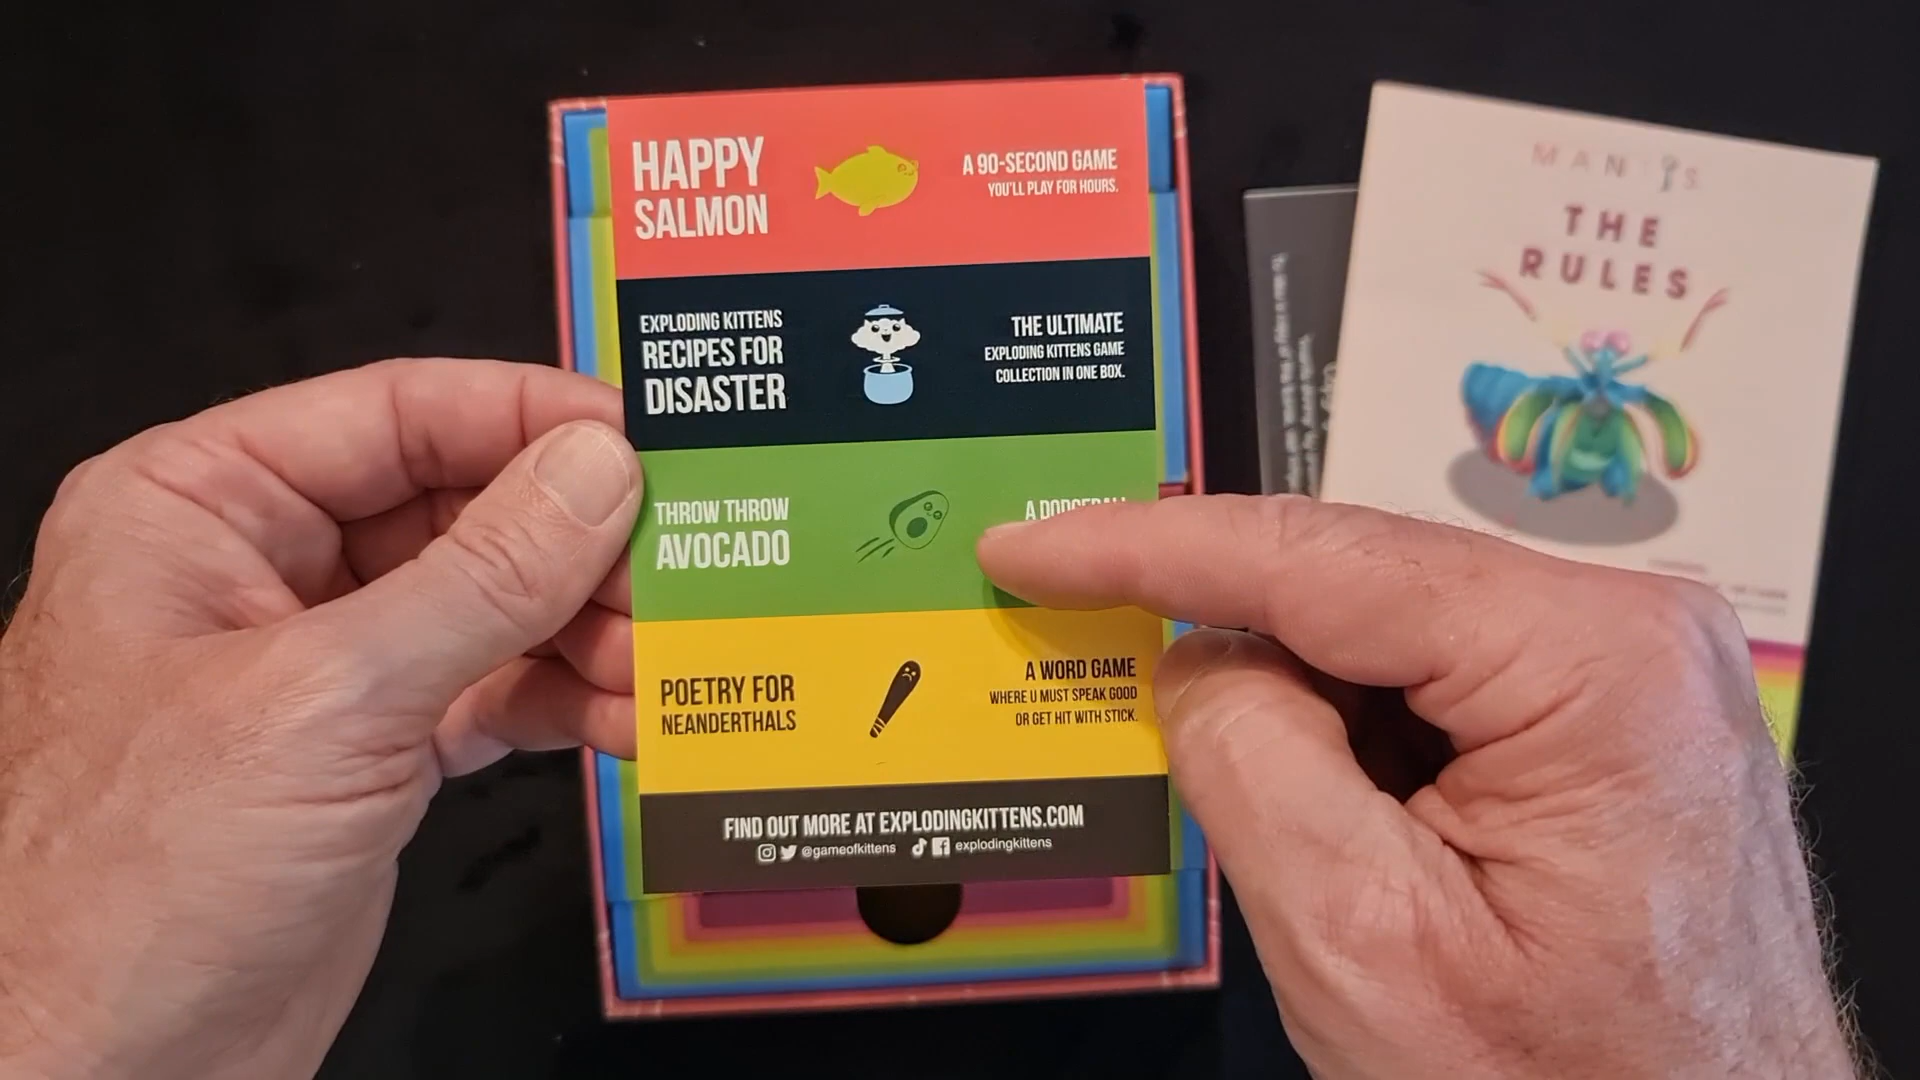 HAPPY
SALMON
A 90-SECOND GAME
YOU'LL PLAY FOR HOURS.
EXPLODING KITTENS
RECIPES FOR
DISASTER
THE ULTIMATE
EXPLODING KITTENS GAME
COLLECTION IN ONE BOX.
THROW THROW
AVOCADO
A DODGEBALL
POETRY FOR
NEANDERTHALS
A WORD GAME
WHERE U MUST SPEAK GOOD
OR GET HIT WITH STICK.
FIND OUT MORE AT EXPLODINGKITTENS.COM
@gameofkittens explodingkittens
MANTIS
THE
RULES